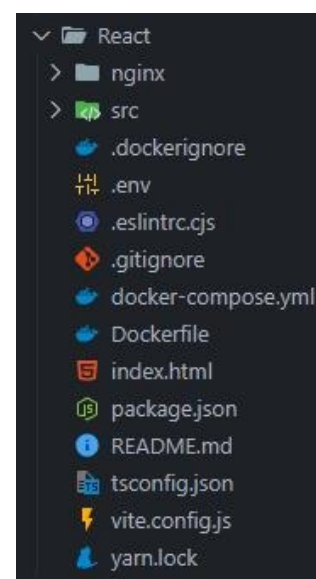 React
nginx
src
.dockerignore
.env
.eslintrc.cjs
.gitignore
docker-compose.yml
Dockerfile
index.html
package.json
README.md
tsconfig.json
vite.config.js
yarn.lock